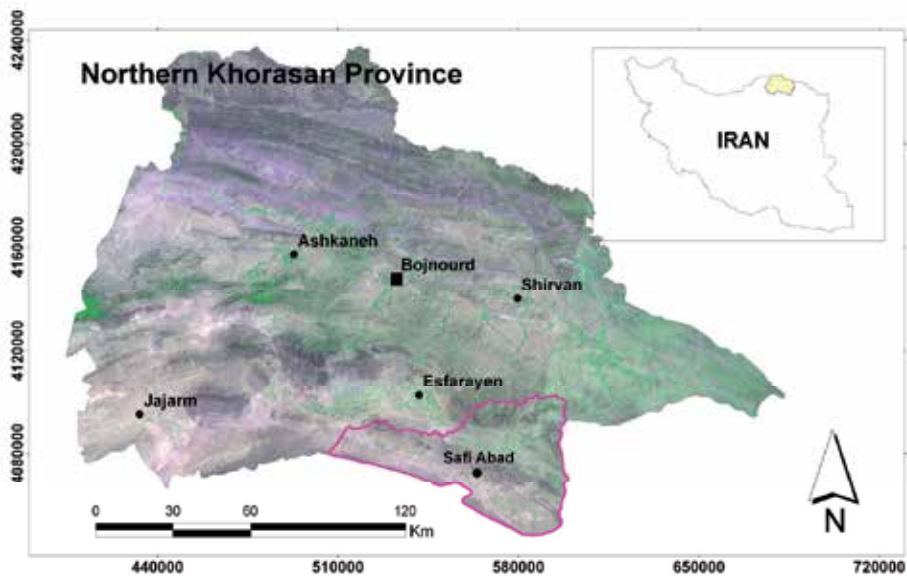 Northern Khorasan Province
IRAN
Ashkaneh
Bojnourd
Shirvan
Esfarayen
Jajarm
Safi Abad
0 30 60 120
Km
N
4240000
4200000
4160000
4120000
4080000
440000 510000 580000 650000 720000